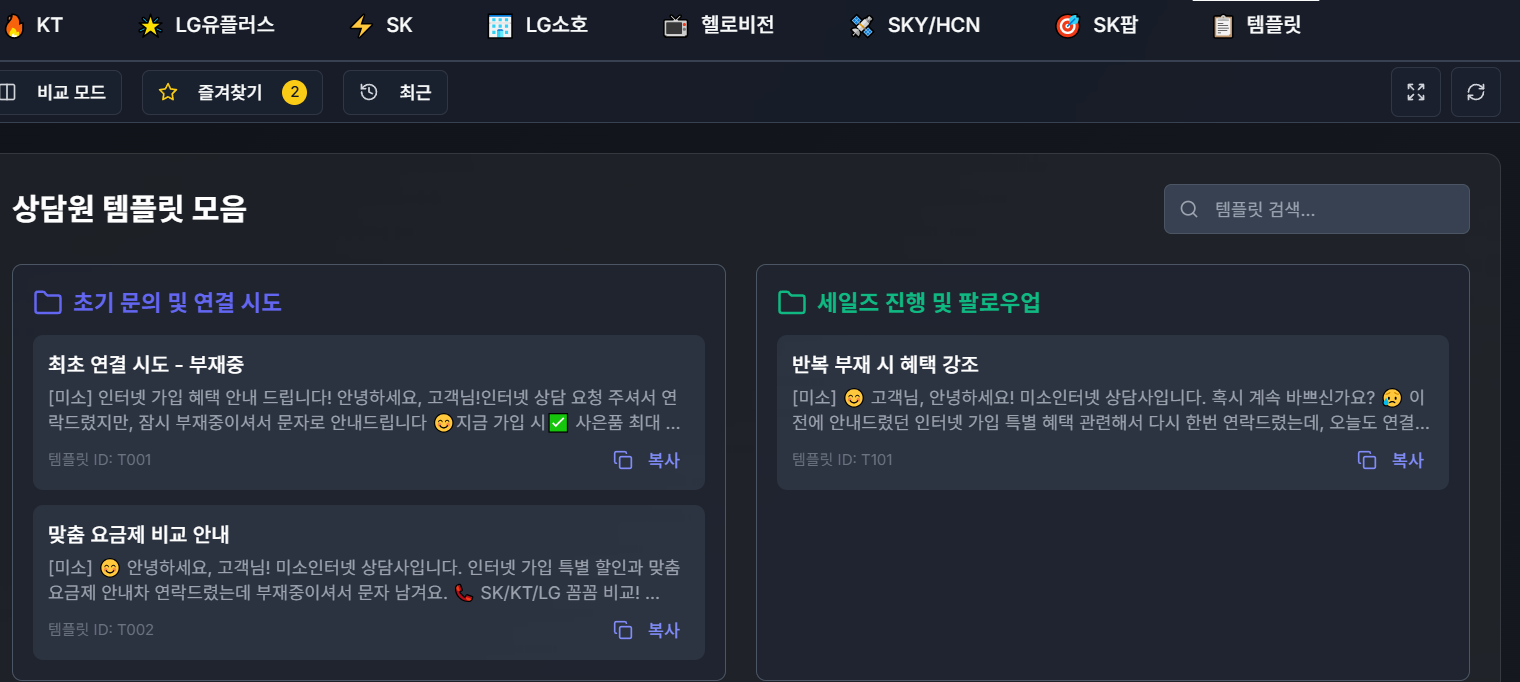 🔥 KT 🌟 LG유플러스 ⚡ SK 🏢 LG소호 📺 헬로비전 🛰️ SKY/HCN 🎯 SK팝 📋 템플릿
비교 모드 즐겨찾기 2 최근
상담원 템플릿 모음
템플릿 검색...
초기 문의 및 연결 시도
최초 연결 시도 - 부재중
[미소] 인터넷 가입 혜택 안내 드립니다! 안녕하세요, 고객님!인터넷 상담 요청 주셔서 연
락드렸지만, 잠시 부재중이셔서 문자로 안내드립니다 😊지금 가입 시✅ 사은품 최대 ...
템플릿 ID: T001 복사
맞춤 요금제 비교 안내
[미소] 😊 안녕하세요, 고객님! 미소인터넷 상담사입니다. 인터넷 가입 특별 할인과 맞춤
요금제 안내차 연락드렸는데 부재중이셔서 문자 남겨요. 📞 SK/KT/LG 꼼꼼 비교! ...
템플릿 ID: T002 복사
세일즈 진행 및 팔로우업
반복 부재 시 혜택 강조
[미소] 😊 고객님, 안녕하세요! 미소인터넷 상담사입니다. 혹시 계속 바쁘신가요? 😥 이
전에 안내드렸던 인터넷 가입 특별 혜택 관련해서 다시 한번 연락드렸는데, 오늘도 연결...
템플릿 ID: T101 복사